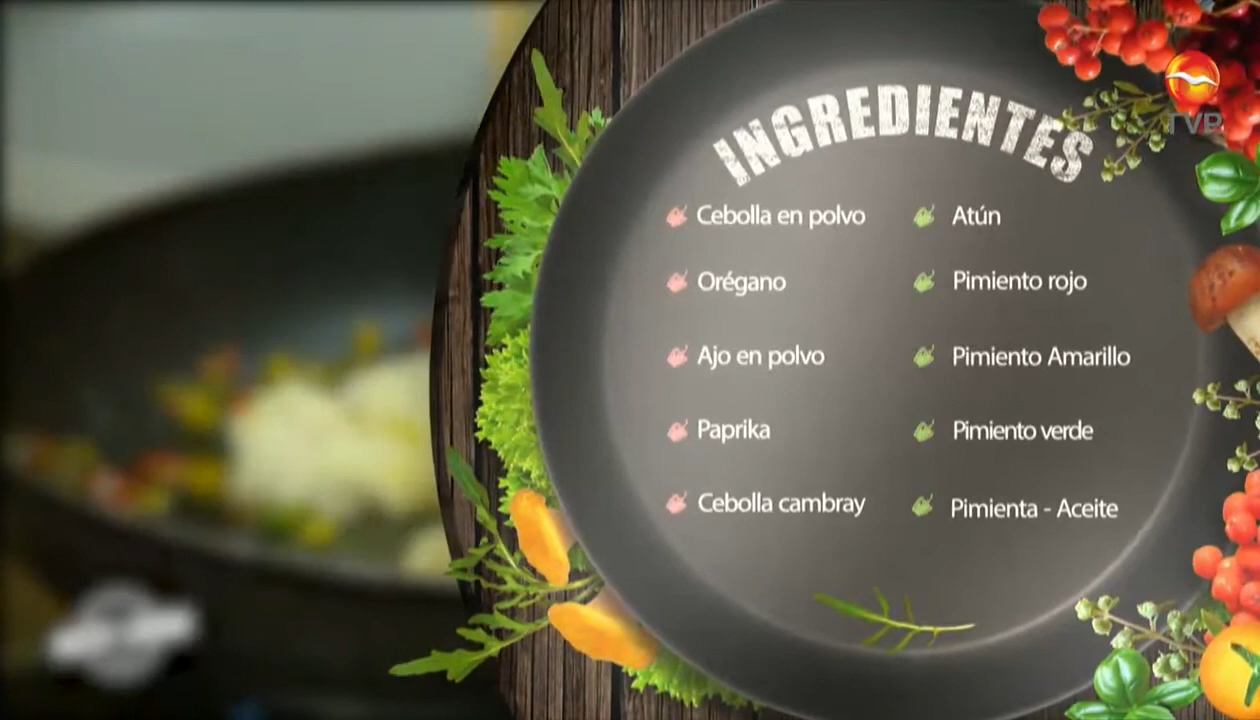 INGREDIENTES
Cebolla en polvo
Orégano
Ajo en polvo
Paprika
Cebolla cambray
Atún
Pimiento rojo
Pimiento Amarillo
Pimiento verde
Pimienta - Aceite
TVP